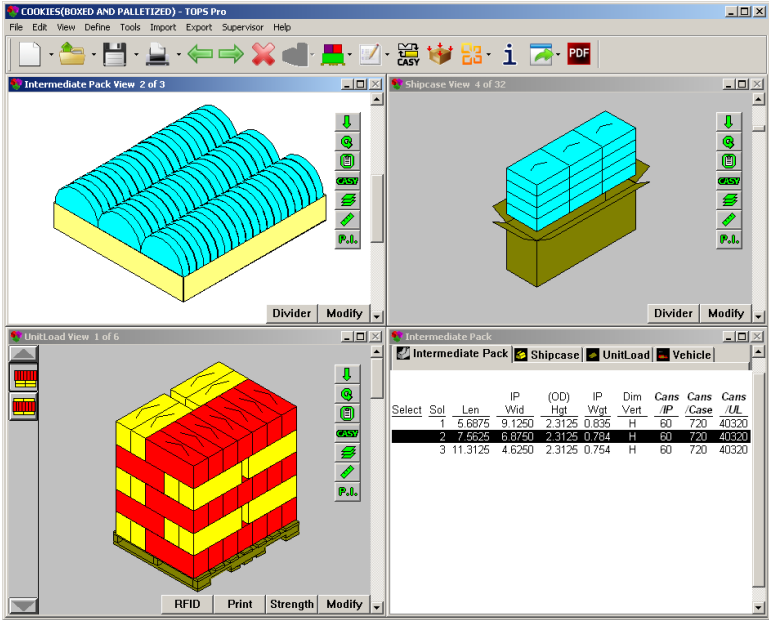 COOKIES(BOXED AND PALLETIZED) - TOPS Pro
File Edit View Define Tools Import Export Supervisor Help
CASY
i
PDF
Intermediate Pack View 2 of 3
CASY
P.I.
Divider Modify
Shipcase View 4 of 32
CASY
P.I.
Divider Modify
UnitLoad View 1 of 6
CASY
P.I.
RFID Print Strength Modify
Intermediate Pack
Intermediate Pack Shipcase UnitLoad Vehicle
IP (OD) IP Dim Cans Cans Cans
Select Sol Len Wid Hgt Wgt Vert /IP /Case /UL
1 5.6875 9.1250 2.3125 0.835 H 60 720 40320
2 7.5625 6.8750 2.3125 0.784 H 60 720 40320
3 11.3125 4.6250 2.3125 0.754 H 60 720 40320